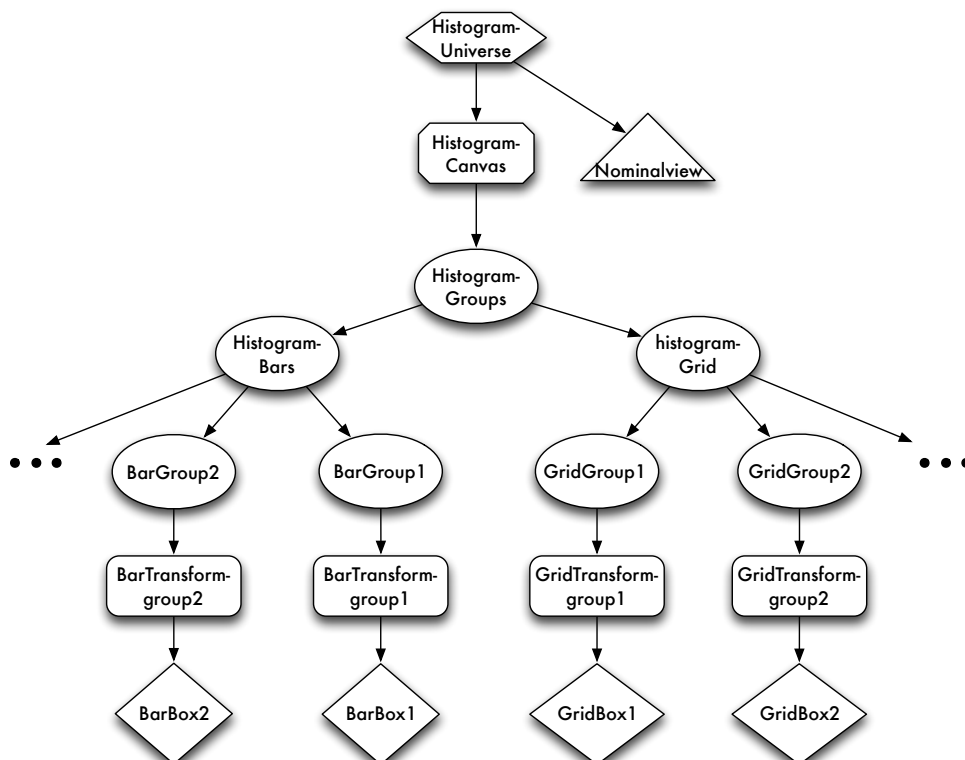 Histogram-
Universe
Histogram-
Canvas
Nominalview
Histogram-
Groups
Histogram-
Bars
histogram-
Grid
BarGroup2
BarGroup1
GridGroup1
GridGroup2
BarTransform-
group2
BarTransform-
group1
GridTransform-
group1
GridTransform-
group2
BarBox2
BarBox1
GridBox1
GridBox2